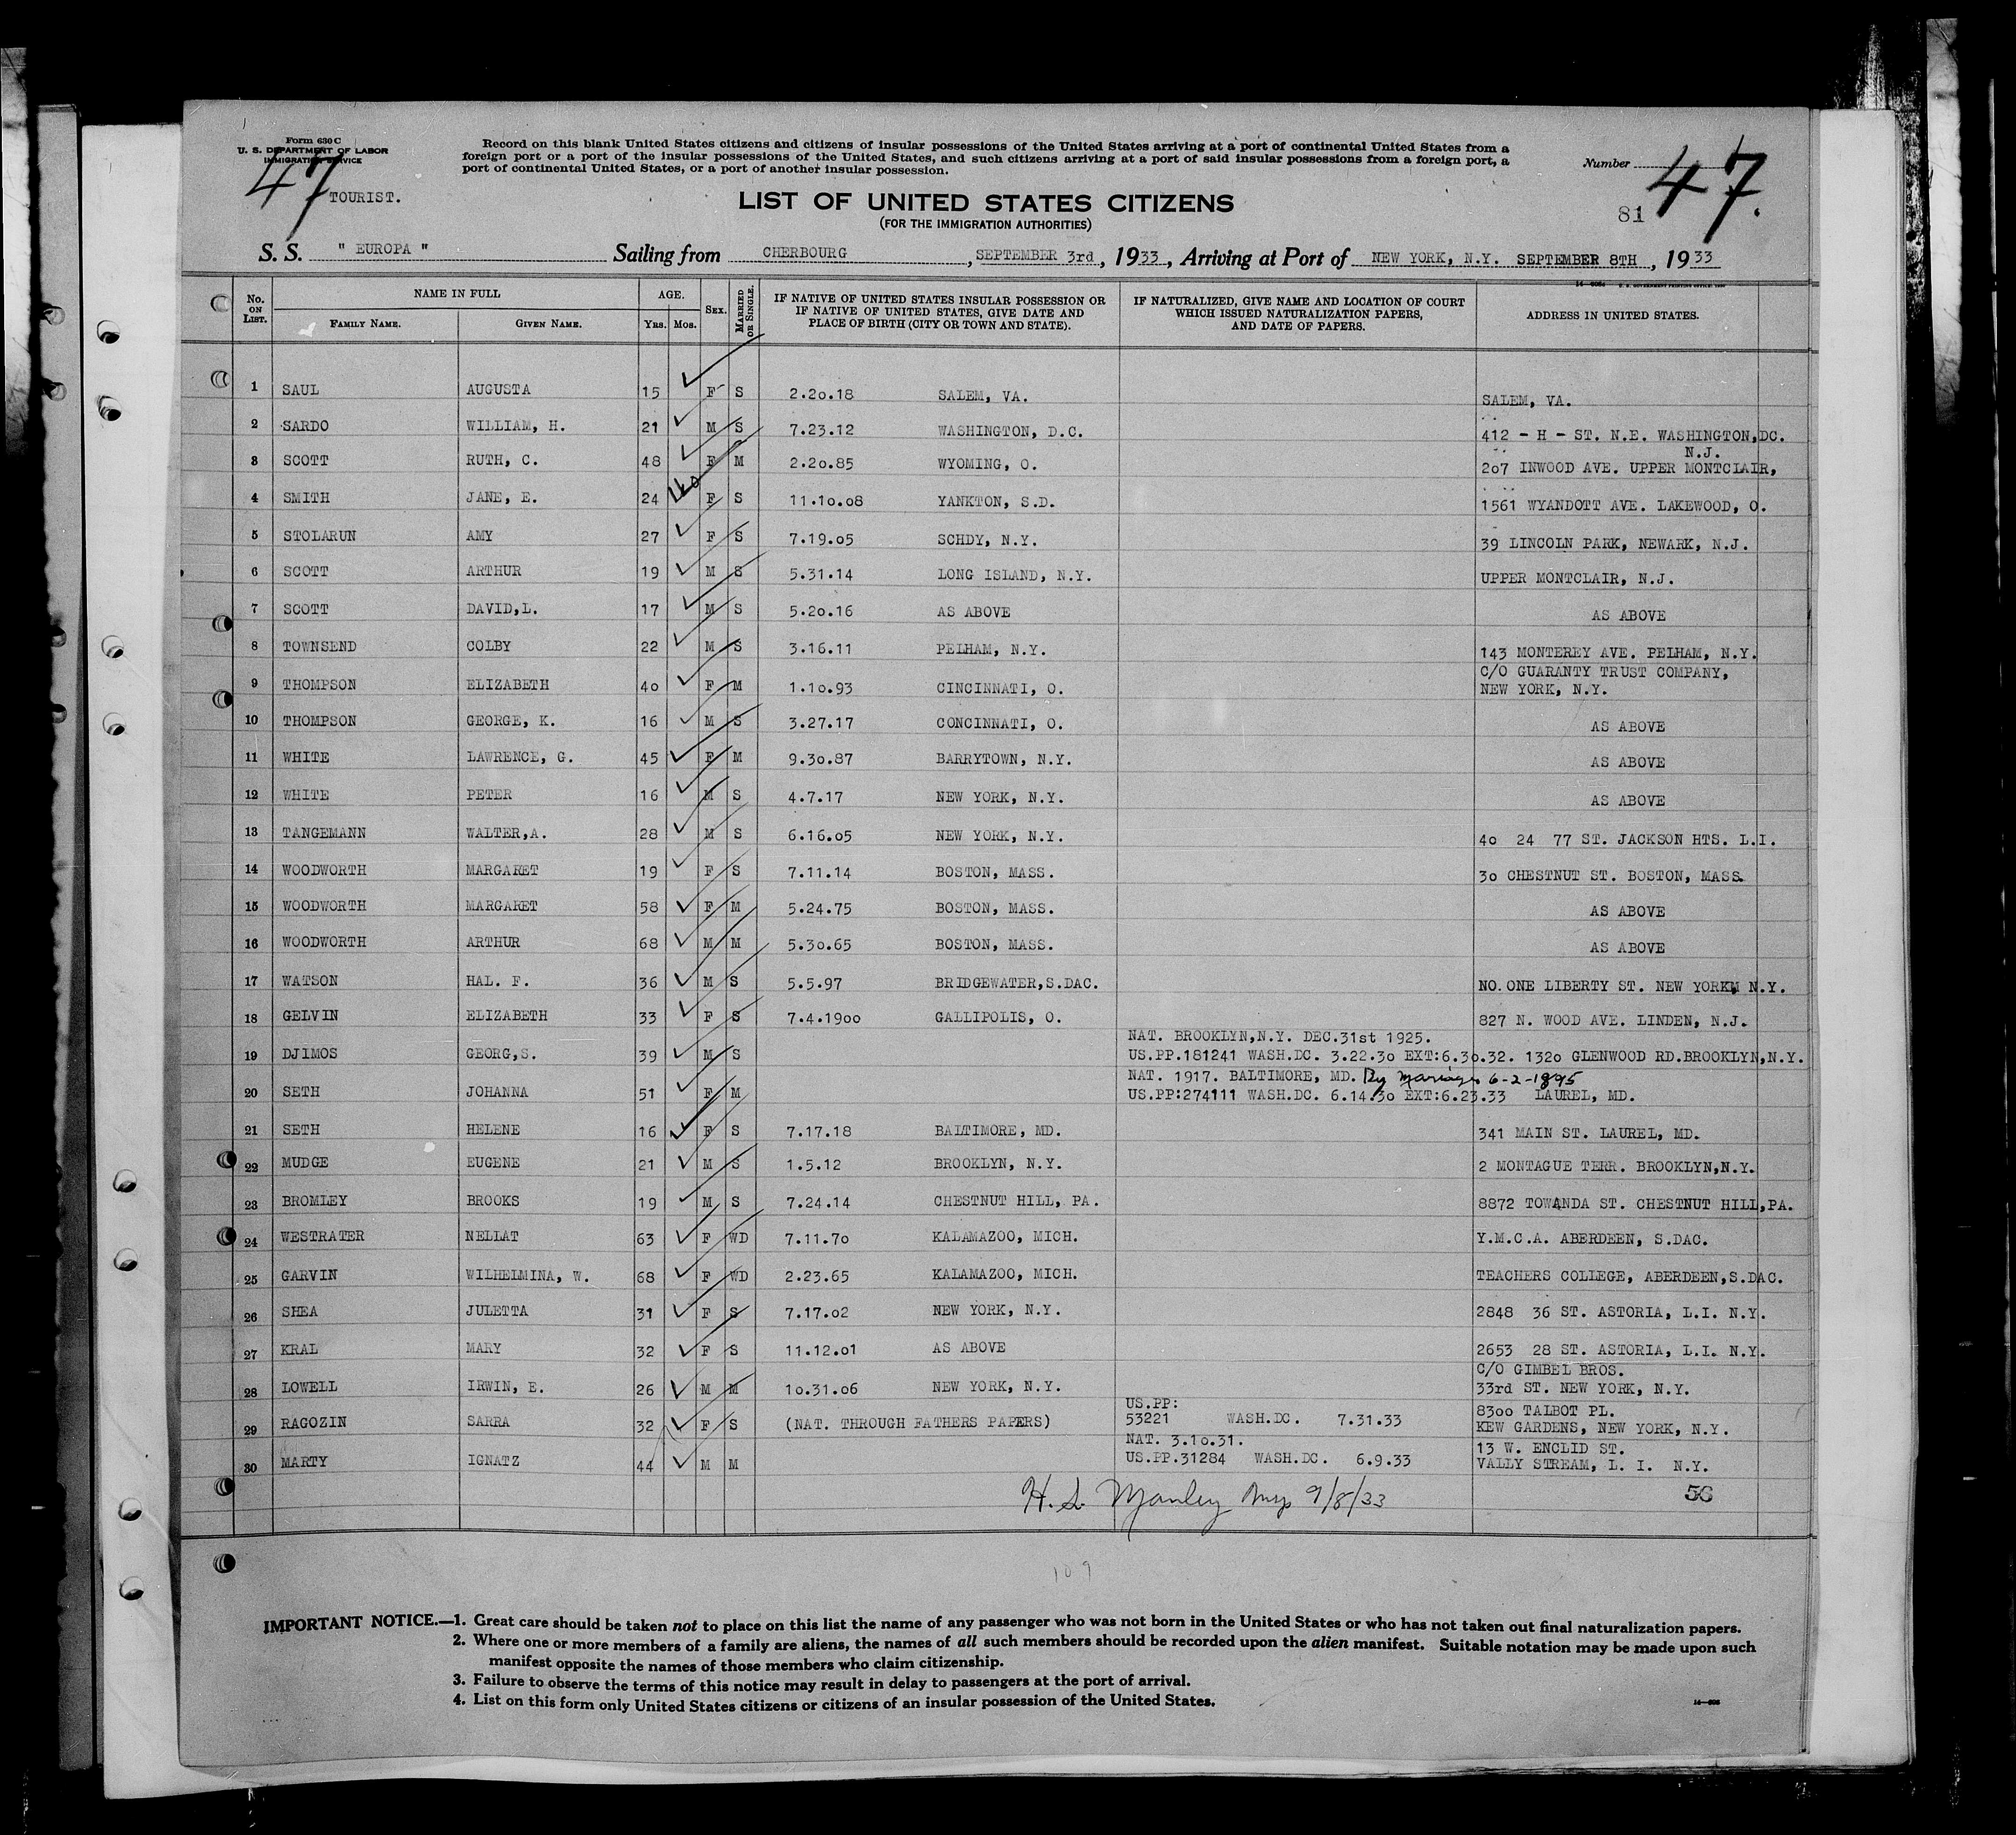 Form 630 C
U. S. DEPARTMENT OF LABOR
IMMIGRATION SERVICE
47
TOURIST.
Record on this blank United States citizens and citizens of insular possessions of the United States arriving at a port of continental United States from a
foreign port or a port of the insular possessions of the United States, and such citizens arriving at a port of said insular possessions from a foreign port, a
port of continental United States, or a port of another insular possession.
Number 47.
81
LIST OF UNITED STATES CITIZENS
(FOR THE IMMIGRATION AUTHORITIES)
S. S. " EUROPA " Sailing from CHERBOURG, SEPTEMBER 3rd, 1933, Arriving at Port of NEW YORK, N.Y. SEPTEMBER 8TH, 1933
No. ON LIST. NAME IN FULL FAMILY NAME. GIVEN NAME. AGE. YRS. MOS. SEX. MARRIED OR SINGLE. IF NATIVE OF UNITED STATES INSULAR POSSESSION OR IF NATIVE OF UNITED STATES, GIVE DATE AND PLACE OF BIRTH (CITY OR TOWN AND STATE). IF NATURALIZED, GIVE NAME AND LOCATION OF COURT WHICH ISSUED NATURALIZATION PAPERS, AND DATE OF PAPERS. ADDRESS IN UNITED STATES.
1 SAUL AUGUSTA 15 F S 2.20.18 SALEM, VA. SALEM, VA.
2 SARDO WILLIAM, H. 21 M S 7.23.12 WASHINGTON, D.C. 412 - H - ST. N.E. WASHINGTON,DC.
3 SCOTT RUTH, C. 48 F M 2.20.85 WYOMING, O. 207 INWOOD AVE. UPPER MONTCLAIR, N.J.
4 SMITH JANE, E. 24 F S 11.10.08 YANKTON, S.D. 1561 WYANDOTT AVE. LAKEWOOD, O.
5 STOLARUN AMY 27 F S 7.19.05 SCHDY, N.Y. 39 LINCOLN PARK, NEWARK, N.J.
6 SCOTT ARTHUR 19 M S 5.31.14 LONG ISLAND, N.Y. UPPER MONTCLAIR, N.J.
7 SCOTT DAVID,L. 17 M S 5.20.16 AS ABOVE AS ABOVE
8 TOWNSEND COLBY 22 M S 3.16.11 PELHAM, N.Y. 143 MONTEREY AVE. PELHAM, N.Y.
9 THOMPSON ELIZABETH 40 F M 1.10.93 CINCINNATI, O. C/O GUARANTY TRUST COMPANY, NEW YORK, N.Y.
10 THOMPSON GEORGE, K. 16 M S 3.27.17 CONCINNATI, O. AS ABOVE
11 WHITE LAWRENCE, G. 45 F M 9.30.87 BARRYTOWN, N.Y. AS ABOVE
12 WHITE PETER 16 M S 4.7.17 NEW YORK, N.Y. AS ABOVE
13 TANGEMANN WALTER,A. 28 M S 6.16.05 NEW YORK, N.Y. 40 24 77 ST. JACKSON HTS. L.I.
14 WOODWORTH MARGARET 19 F S 7.11.14 BOSTON, MASS. 30 CHESTNUT ST. BOSTON, MASS.
15 WOODWORTH MARGARET 58 F M 5.24.75 BOSTON, MASS. AS ABOVE
16 WOODWORTH ARTHUR 68 M M 5.30.65 BOSTON, MASS. AS ABOVE
17 WATSON HAL. F. 36 M S 5.5.97 BRIDGEWATER,S.DAC. NO.ONE LIBERTY ST. NEW YORK, N.Y.
18 GELVIN ELIZABETH 33 F S 7.4.1900 GALLIPOLIS, O. 827 N. WOOD AVE. LINDEN, N.J.
NAT. BROOKLYN,N.Y. DEC.31st 1925.
19 DJIMOS GEORG,S. 39 M S US.PP.181241 WASH.DC. 3.22.30 EXT:6.30.32. 1320 GLENWOOD RD.BROOKLYN,N.Y.
NAT. 1917. BALTIMORE, MD. By Marriage 6-2-1895
20 SETH JOHANNA 51 F M US.PP:274111 WASH.DC. 6.14.30 EXT:6.23.33 LAUREL, MD.
21 SETH HELENE 16 F S 7.17.18 BALTIMORE, MD. 341 MAIN ST. LAUREL, MD.
22 MUDGE EUGENE 21 M S 1.5.12 BROOKLYN, N.Y. 2 MONTAGUE TERR. BROOKLYN,N.Y.
23 BROMLEY BROOKS 19 M S 7.24.14 CHESTNUT HILL, PA. 8872 TOWANDA ST. CHESTNUT HILL,PA.
24 WESTRATER NELLAT 63 F WD 7.11.70 KALAMAZOO, MICH. Y.M.C.A. ABERDEEN, S.DAC.
25 GARVIN WILHELMINA, W. 68 F WD 2.23.65 KALAMAZOO, MICH. TEACHERS COLLEGE, ABERDEEN,S.DAC.
26 SHEA JULETTA 31 F S 7.17.02 NEW YORK, N.Y. 2848 36 ST. ASTORIA, L.I. N.Y.
27 KRAL MARY 32 F S 11.12.01 AS ABOVE 2653 28 ST. ASTORIA, L.I. N.Y.
28 LOWELL IRWIN, E. 26 M M 10.31.06 NEW YORK, N.Y. C/O GIMBEL BROS. 33rd ST. NEW YORK, N.Y.
29 RAGOZIN SARRA 32 F S (NAT. THROUGH FATHERS PAPERS) US.PP: 53221 WASH.DC. 7.31.33 8300 TALBOT PL. KEW GARDENS, NEW YORK, N.Y.
30 MARTY IGNATZ 44 M M NAT. 3.10.31. US.PP.31284 WASH.DC. 6.9.33 13 W. ENCLID ST. VALLY STREAM, L. I. N.Y.
H. S. Manley Insp 9/8/33
56
109
IMPORTANT NOTICE.—1. Great care should be taken not to place on this list the name of any passenger who was not born in the United States or who has not taken out final naturalization papers.
2. Where one or more members of a family are aliens, the names of all such members should be recorded upon the alien manifest. Suitable notation may be made upon such
manifest opposite the names of those members who claim citizenship.
3. Failure to observe the terms of this notice may result in delay to passengers at the port of arrival.
4. List on this form only United States citizens or citizens of an insular possession of the United States.